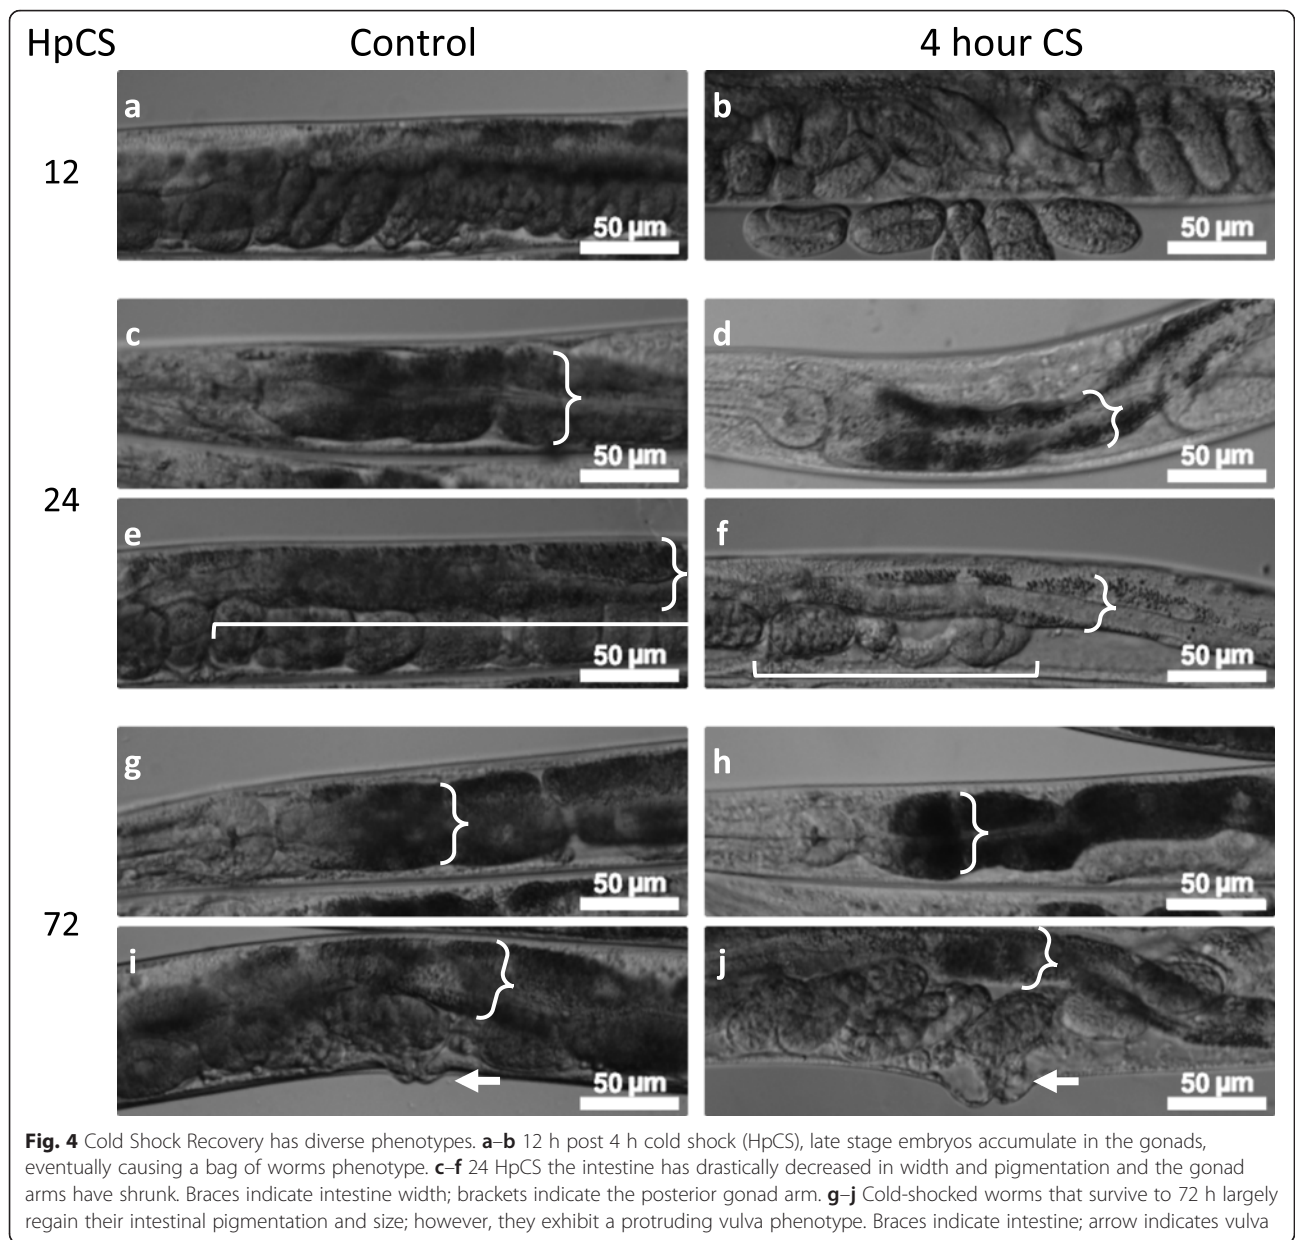 HpCS Control 4 hour CS
12
a
50 µm
b
50 µm
24
c
50 µm
d
50 µm
e
50 µm
f
50 µm
72
g
50 µm
h
50 µm
i
50 µm
j
50 µm
Fig. 4 Cold Shock Recovery has diverse phenotypes. a–b 12 h post 4 h cold shock (HpCS), late stage embryos accumulate in the gonads,
eventually causing a bag of worms phenotype. c–f 24 HpCS the intestine has drastically decreased in width and pigmentation and the gonad
arms have shrunk. Braces indicate intestine width; brackets indicate the posterior gonad arm. g–j Cold-shocked worms that survive to 72 h largely
regain their intestinal pigmentation and size; however, they exhibit a protruding vulva phenotype. Braces indicate intestine; arrow indicates vulva